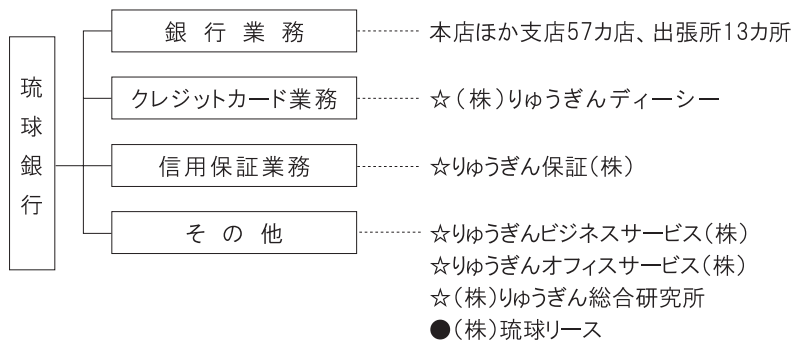 琉球銀行
銀行業務
本店ほか支店57カ店、出張所13カ所
クレジットカード業務
☆(株)りゅうぎんディーシー
信用保証業務
☆りゅうぎん保証(株)
その他
☆りゅうぎんビジネスサービス(株)
☆りゅうぎんオフィスサービス(株)
☆(株)りゅうぎん総合研究所
●(株)琉球リース